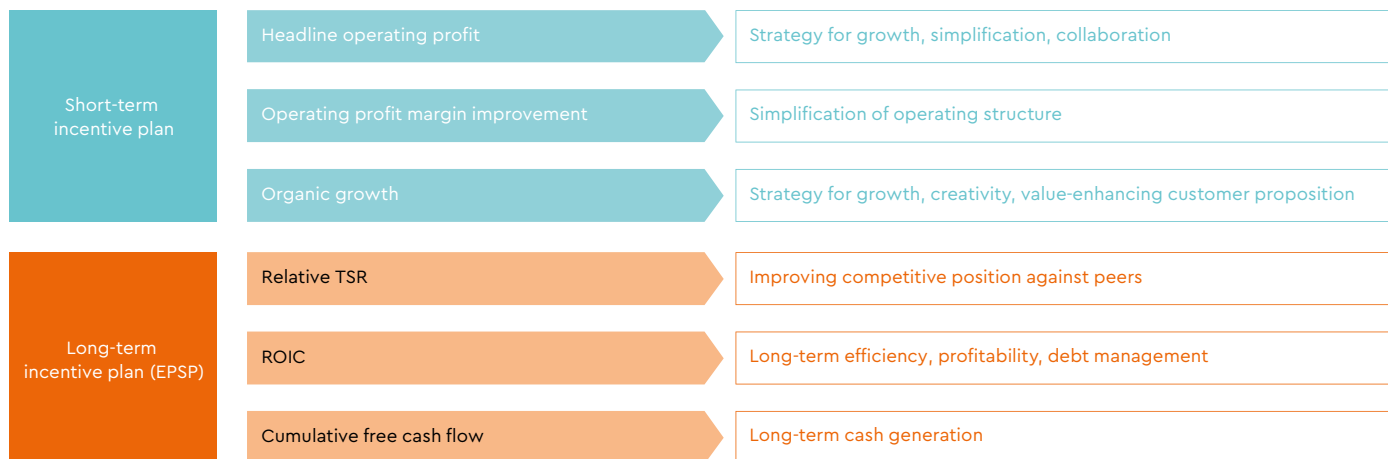 Short-term
incentive plan
Headline operating profit
Strategy for growth, simplification, collaboration
Operating profit margin improvement
Simplification of operating structure
Organic growth
Strategy for growth, creativity, value-enhancing customer proposition
Long-term
incentive plan (EPSP)
Relative TSR
Improving competitive position against peers
ROIC
Long-term efficiency, profitability, debt management
Cumulative free cash flow
Long-term cash generation